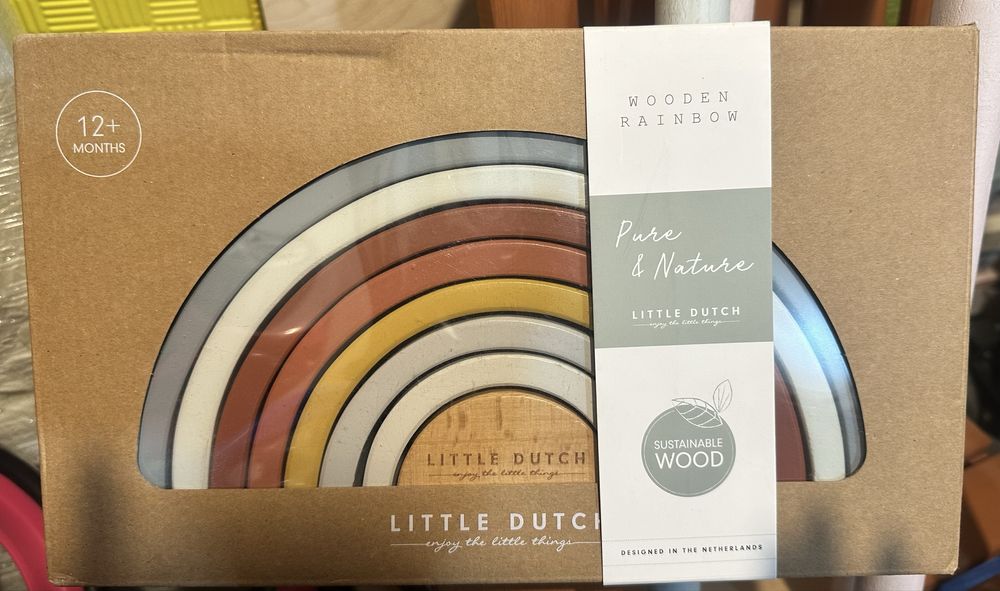 12+
MONTHS
WOODEN
RAINBOW
Pure
& Nature
LITTLE DUTCH
enjoy the little things
SUSTAINABLE
WOOD
DESIGNED IN THE NETHERLANDS
LITTLE DUTCH
enjoy the little things
LITTLE DUTCH
enjoy the little things